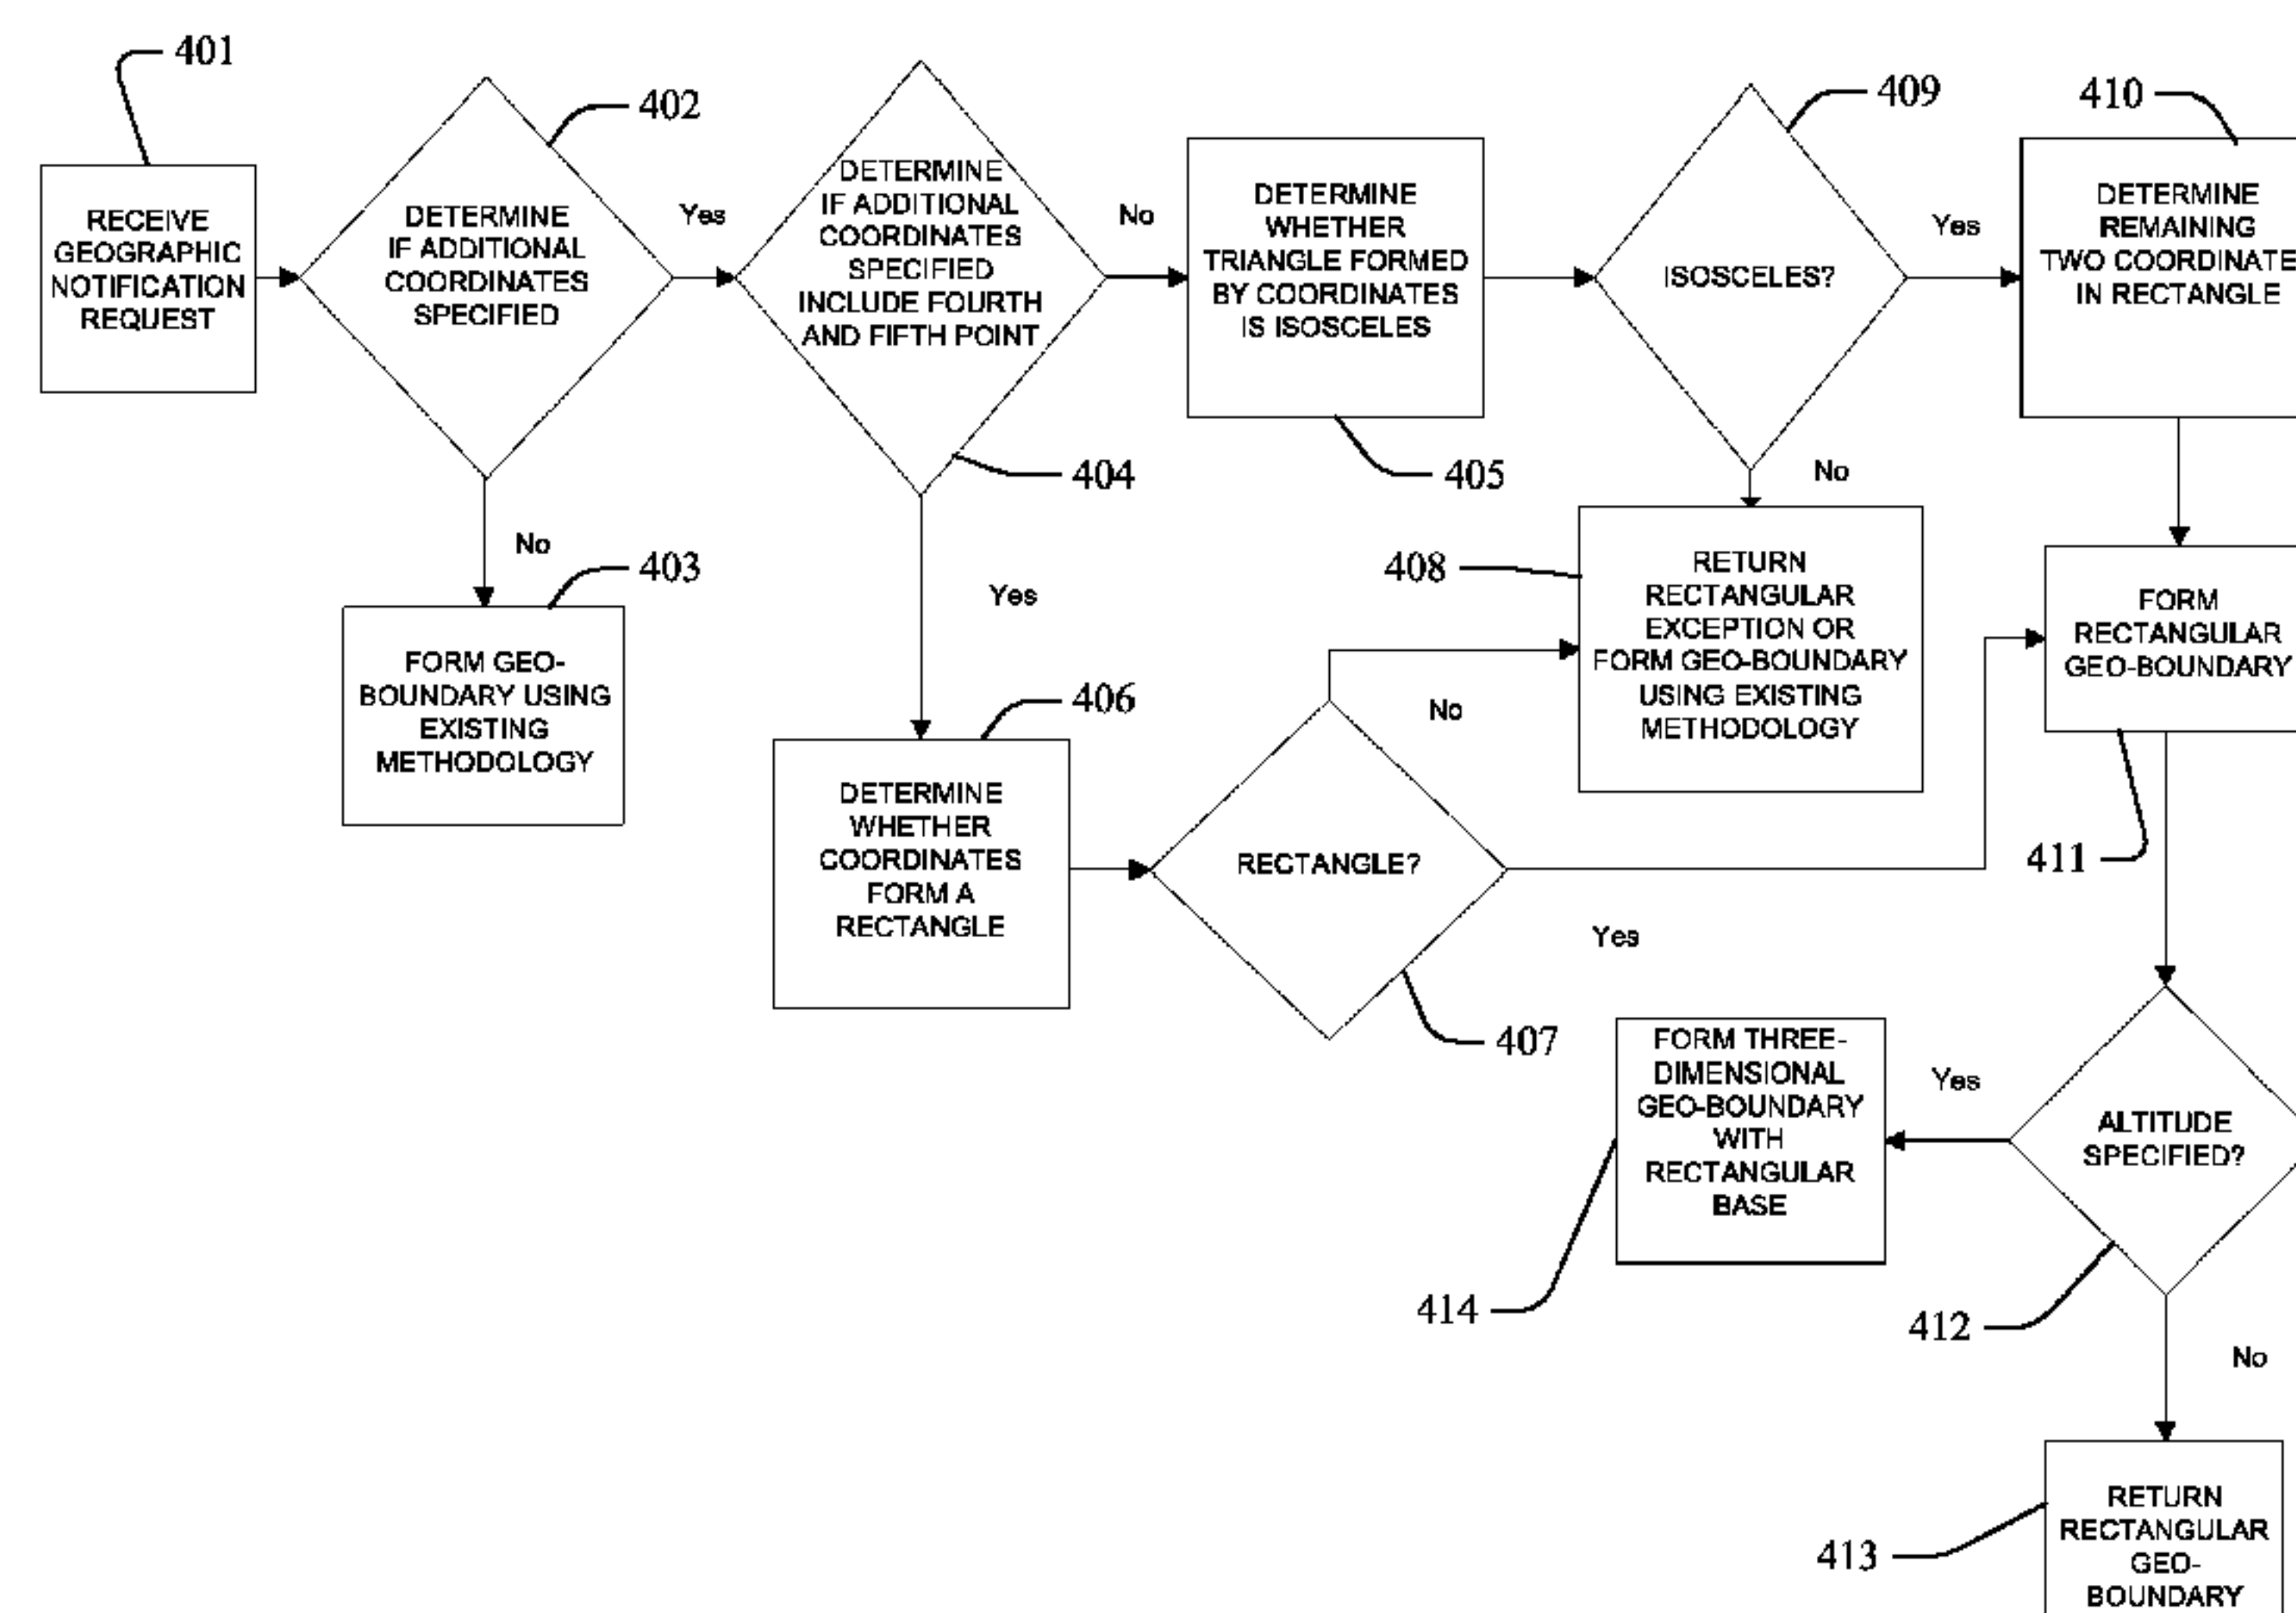 401
RECEIVE
GEOGRAPHIC
NOTIFICATION
REQUEST
402
DETERMINE
IF ADDITIONAL
COORDINATES
SPECIFIED
Yes
No
403
FORM GEO-
BOUNDARY USING
EXISTING
METHODOLOGY
DETERMINE
IF ADDITIONAL
COORDINATES
SPECIFIED
INCLUDE FOURTH
AND FIFTH POINT
404
No
Yes
DETERMINE
WHETHER
TRIANGLE FORMED
BY COORDINATES
IS ISOSCELES
405
409
ISOSCELES?
Yes
No
410
DETERMINE
REMAINING
TWO COORDINATE
IN RECTANGLE
406
DETERMINE
WHETHER
COORDINATES
FORM A
RECTANGLE
RECTANGLE?
407
No
Yes
408
RETURN
RECTANGULAR
EXCEPTION OR
FORM GEO-BOUNDARY
USING EXISTING
METHODOLOGY
FORM
RECTANGULAR
GEO-BOUNDARY
411
ALTITUDE
SPECIFIED?
412
Yes
No
FORM THREE-
DIMENSIONAL
GEO-BOUNDARY
WITH
RECTANGULAR
BASE
414
413
RETURN
RECTANGULAR
GEO-
BOUNDARY